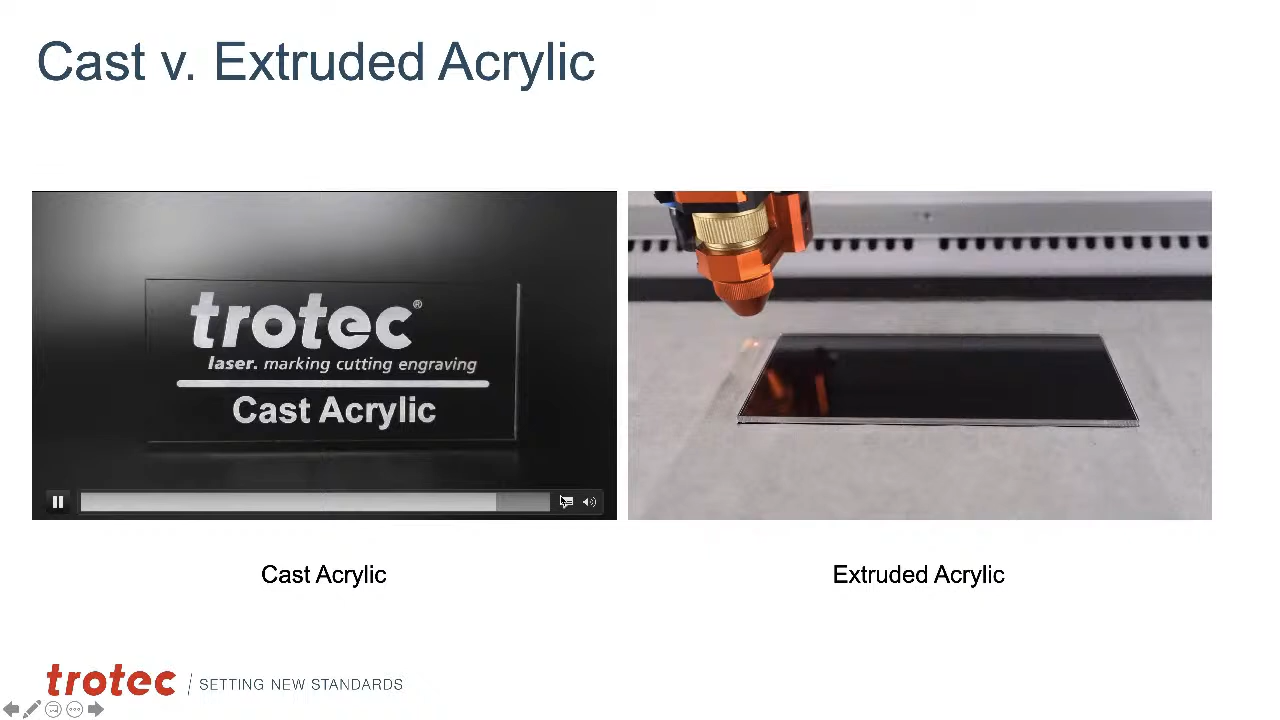 Cast v. Extruded Acrylic
trotec®
laser. marking cutting engraving
Cast Acrylic
Cast Acrylic
Extruded Acrylic
trotec / SETTING NEW STANDARDS